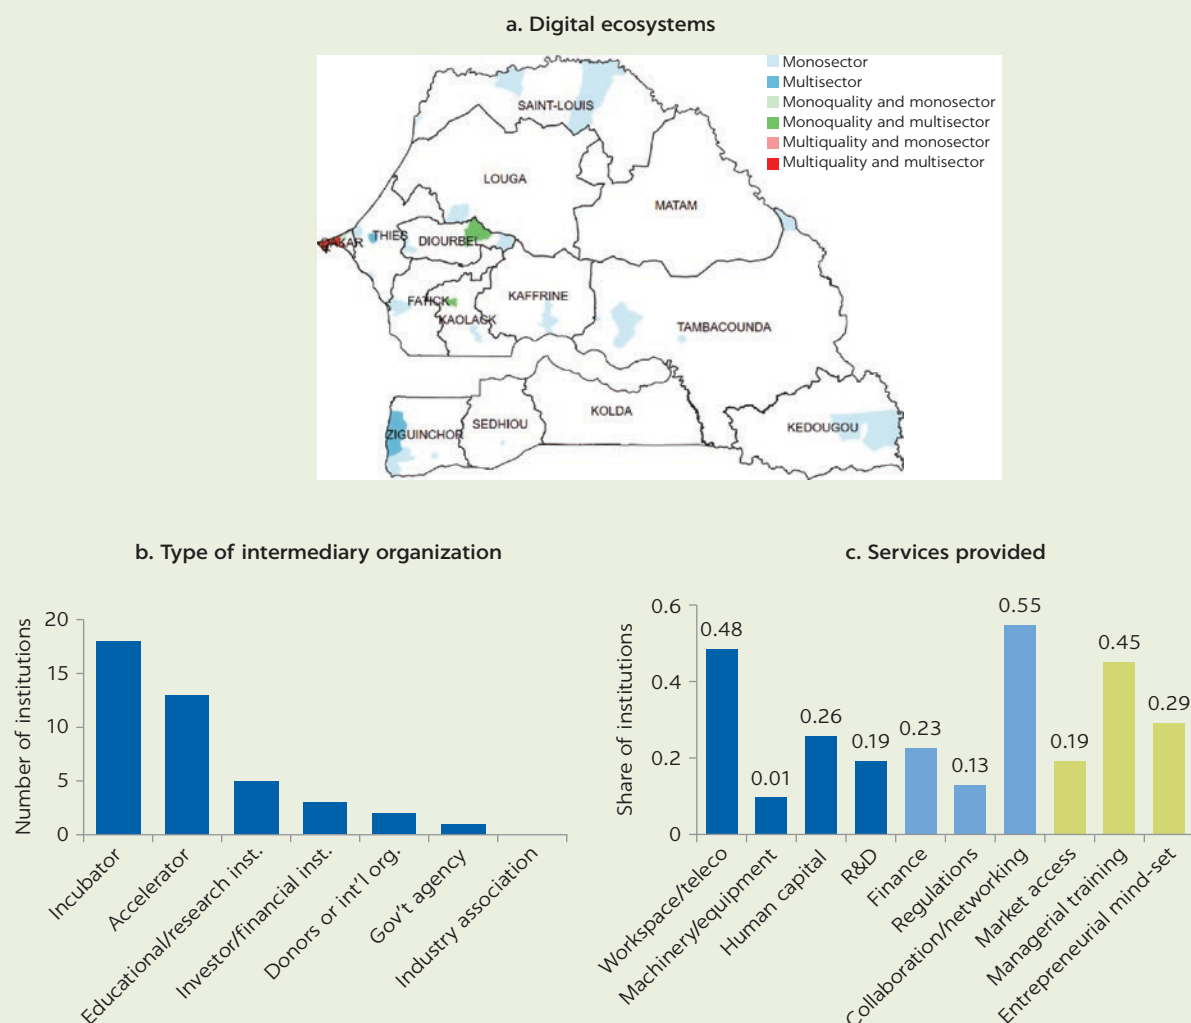 a. Digital ecosystems
Monosector
Multisector
Monoquality and monosector
Monoquality and multisector
Multiquality and monosector
Multiquality and multisector
SAINT-LOUIS
LOUGA
MATAM
DAKAR
THIES
DIOURBEL
FATICK
KAOLACK
KAFFRINE
TAMBACOUNDA
ZIGUINCHOR
SEDHIOU
KOLDA
KEDOUGOU
b. Type of intermediary organization
Number of institutions
20
15
10
5
0
Incubator
Accelerator
Educational/research inst.
Investor/financial inst.
Donors or int'l org.
Gov't agency
Industry association
c. Services provided
Share of institutions
0.6
0.4
0.2
0
0.48
0.01
0.26
0.19
0.23
0.13
0.55
0.19
0.45
0.29
Workspace/teleco
Machinery/equipment
Human capital
R&D
Finance
Regulations
Collaboration/networking
Market access
Managerial training
Entrepreneurial mind-set